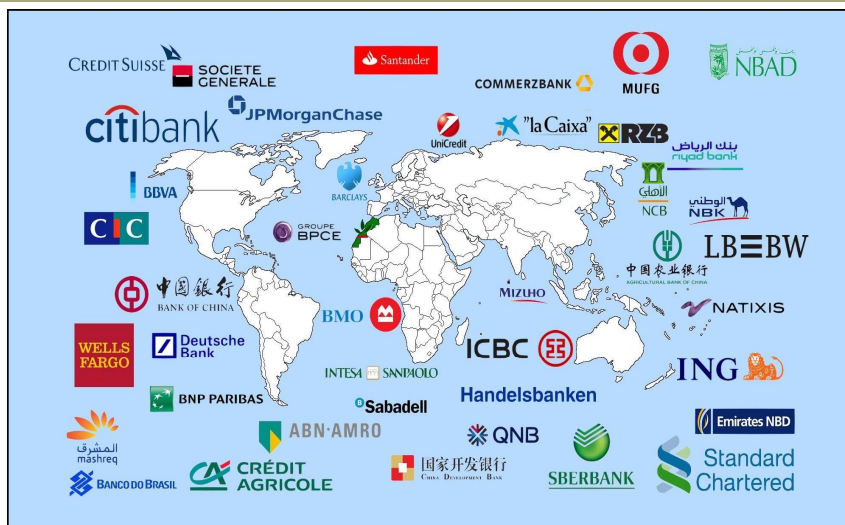 CREDIT SUISSE
SOCIETE
GENERALE
Santander
COMMERZBANK
MUFG
NBAD
citibank
JPMorganChase
UniCredit
"la Caixa"
RZB
بنك الرياض
riyad bank
BBVA
BARCLAYS
الأهلي
NCB
الوطني
NBK
CIC
GROUPE
BPCE
LBBW
中国农业银行
AGRICULTURAL BANK OF CHINA
中國銀行
BANK OF CHINA
MIZUHO
NATIXIS
BMO
WELLS
FARGO
Deutsche
Bank
ICBC
ING
INTESA SANPAOLO
BNP PARIBAS
Sabadell
Handelsbanken
Emirates NBD
المشرق
mashreq
ABN·AMRO
QNB
SBERBANK
Standard
Chartered
BANCO DO BRASIL
CRÉDIT
AGRICOLE
国家开发银行
CHINA DEVELOPMENT BANK